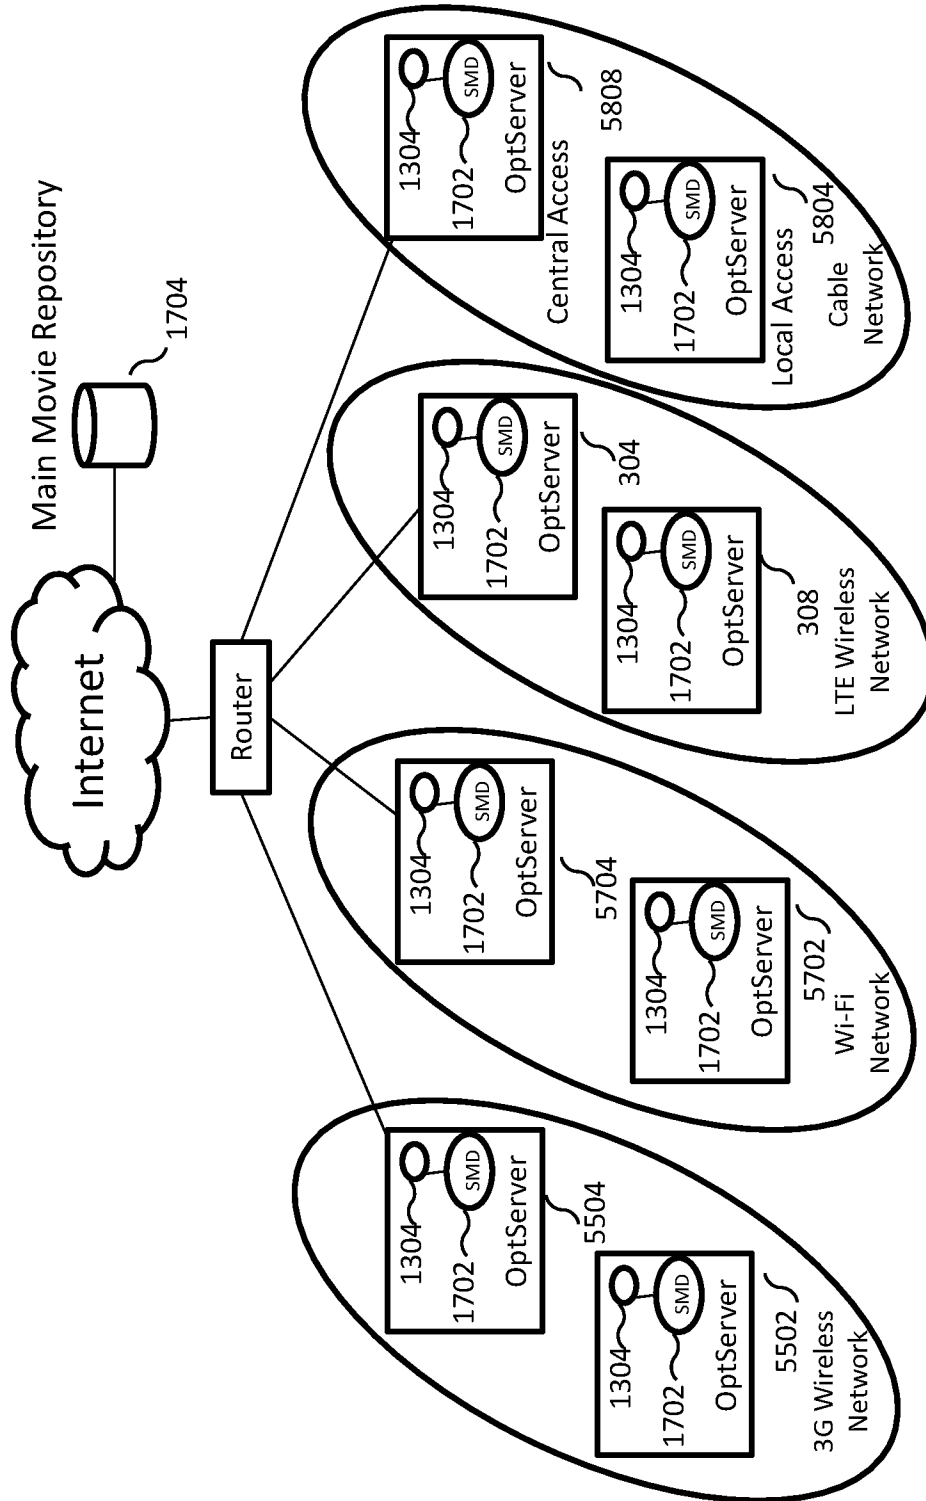 Main Movie Repository
1704
Internet
Router
1304
1702
SMD
OptServer
5504
1304
1702
SMD
OptServer
5502
3G Wireless
Network
1304
1702
SMD
OptServer
5704
1304
1702
SMD
OptServer
5702
Wi-Fi
Network
1304
1702
SMD
OptServer
304
1304
1702
SMD
OptServer
308
LTE Wireless
Network
1304
1702
SMD
OptServer
Central Access
5808
1304
1702
SMD
OptServer
Local Access
5804
Cable
Network